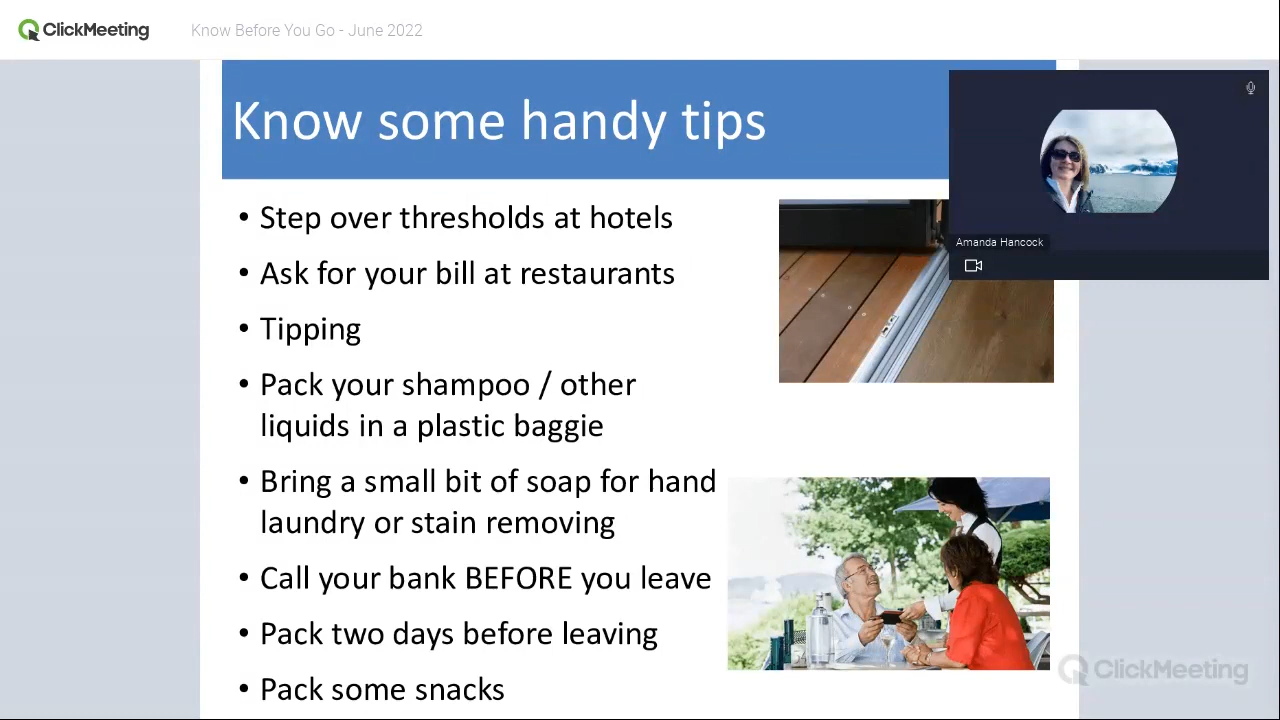 ClickMeeting
Know Before You Go - June 2022
Know some handy tips
Amanda Hancock
• Step over thresholds at hotels
• Ask for your bill at restaurants
• Tipping
• Pack your shampoo / other
liquids in a plastic baggie
• Bring a small bit of soap for hand
laundry or stain removing
• Call your bank BEFORE you leave
• Pack two days before leaving
• Pack some snacks
ClickMeeting